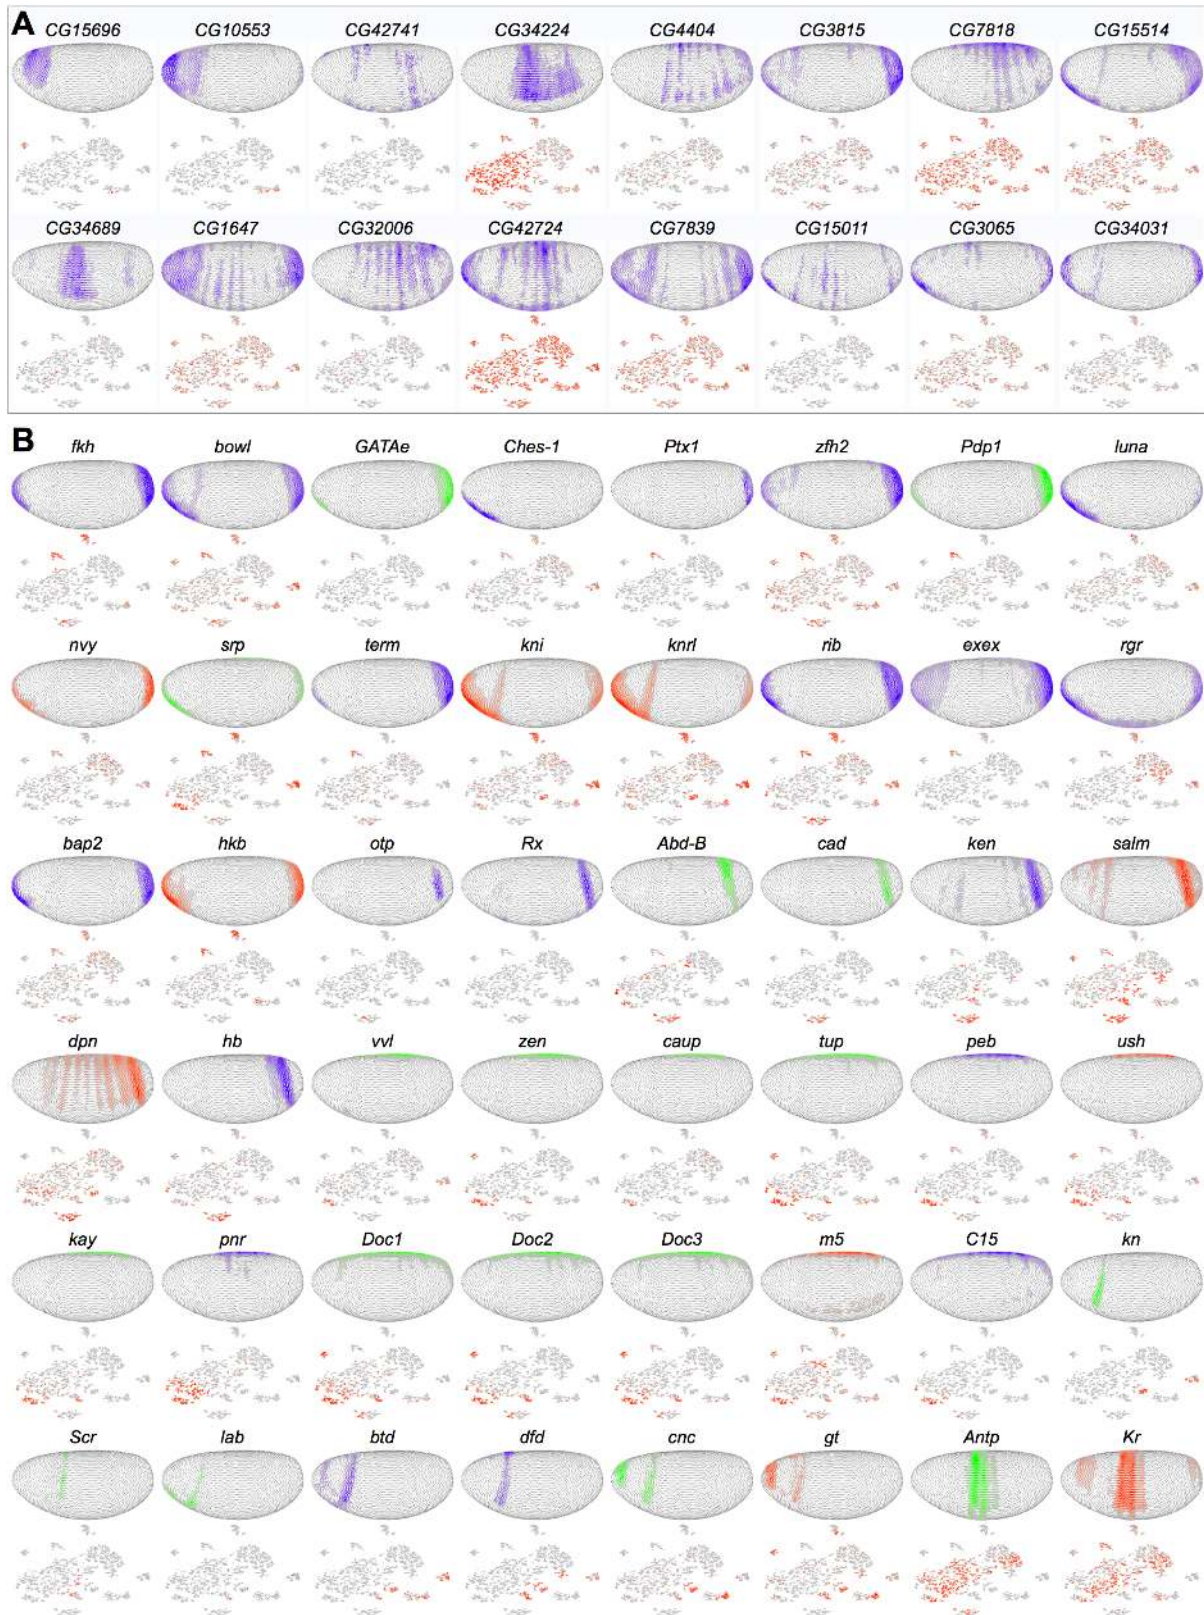 A
CG15696 CG10553 CG42741 CG34224 CG4404 CG3815 CG7818 CG15514
CG34689 CG1647 CG32006 CG42724 CG7839 CG15011 CG3065 CG34031
B
fkh bowl GATAe Ches-1 Ptx1 zfh2 Pdp1 luna
nvy srp term kni knrl rib exex rgr
bap2 hkb otp Rx Abd-B cad ken salm
dpn hb vvl zen caup tup peb ush
kay pnr Doc1 Doc2 Doc3 m5 C15 kn
Scr lab btd dfd cnc gt Antp Kr